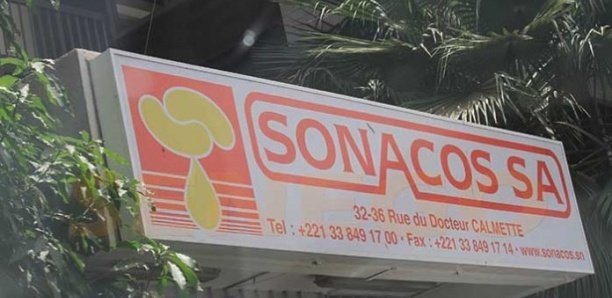 SONACOS SA
32-36 Rue du Docteur CALMETTE
Tel : +221 33 849 17 00 • Fax : +221 33 849 17 14 • www.sonacos.sn